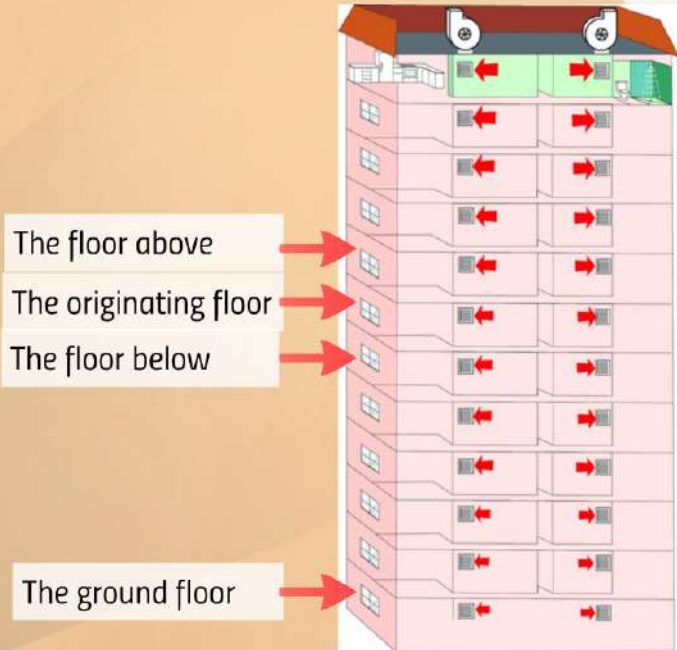 The floor above
The originating floor
The floor below
The ground floor